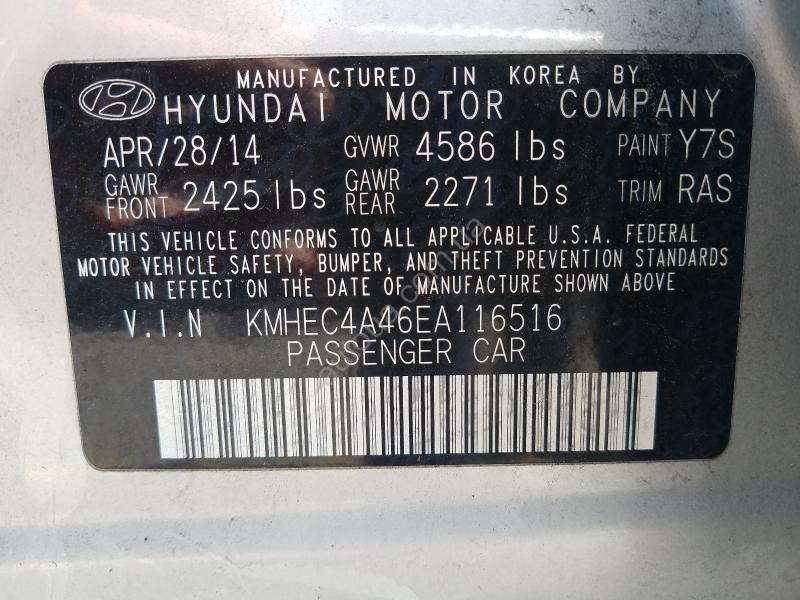 MANUFACTURED IN KOREA BY
HYUNDAI MOTOR COMPANY
APR/28/14 GVWR 4586 lbs PAINT Y7S
GAWR FRONT 2425 lbs GAWR REAR 2271 lbs TRIM RAS
THIS VEHICLE CONFORMS TO ALL APPLICABLE U.S.A. FEDERAL
MOTOR VEHICLE SAFETY, BUMPER, AND THEFT PREVENTION STANDARDS
IN EFFECT ON THE DATE OF MANUFACTURE SHOWN ABOVE
V.I.N KMHEC4A46EA116516
PASSENGER CAR